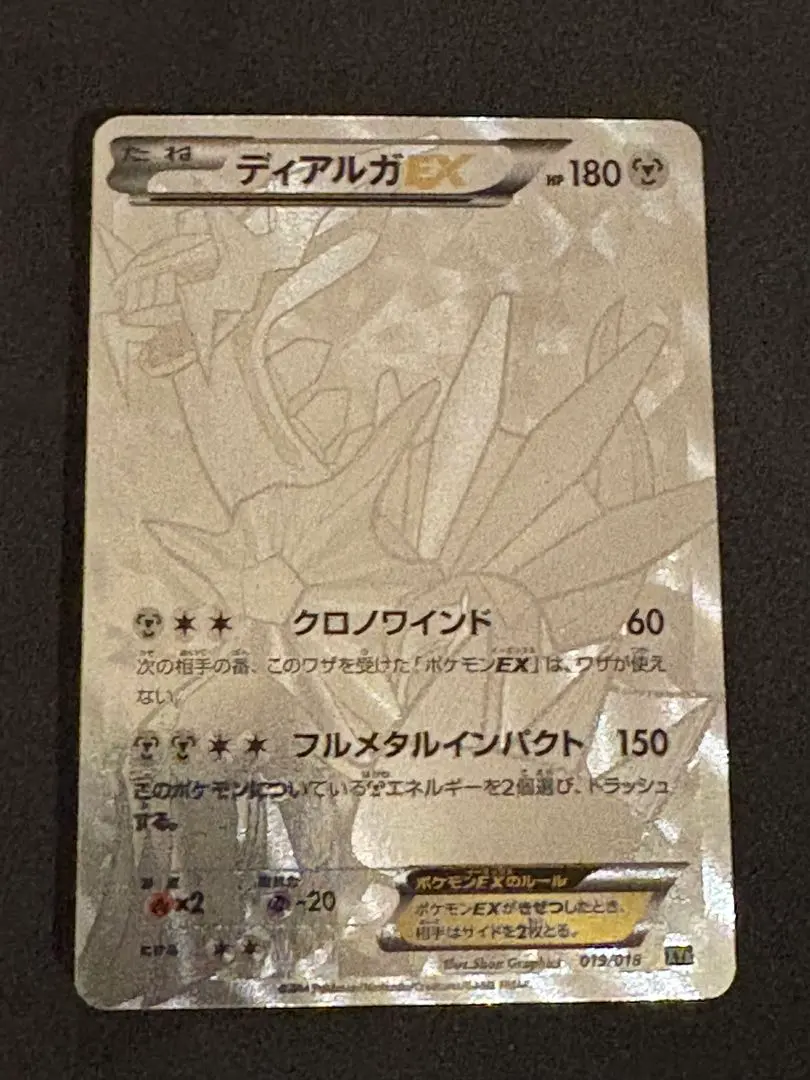 たね ディアルガEX HP180
クロノワインド 60
次の相手の番、このワザを受けた「ポケモンEX」は、ワザが使え
ない。
フルメタルインパクト 150
このポケモンについているエネルギーを2個選び、トラッシュ
する。
×2 -20
ポケモンEXのルール
ポケモンEXがきぜつしたとき、
相手はサイドを2枚とる。
にげる
Illus. 5ban Graphics 019/018 XY